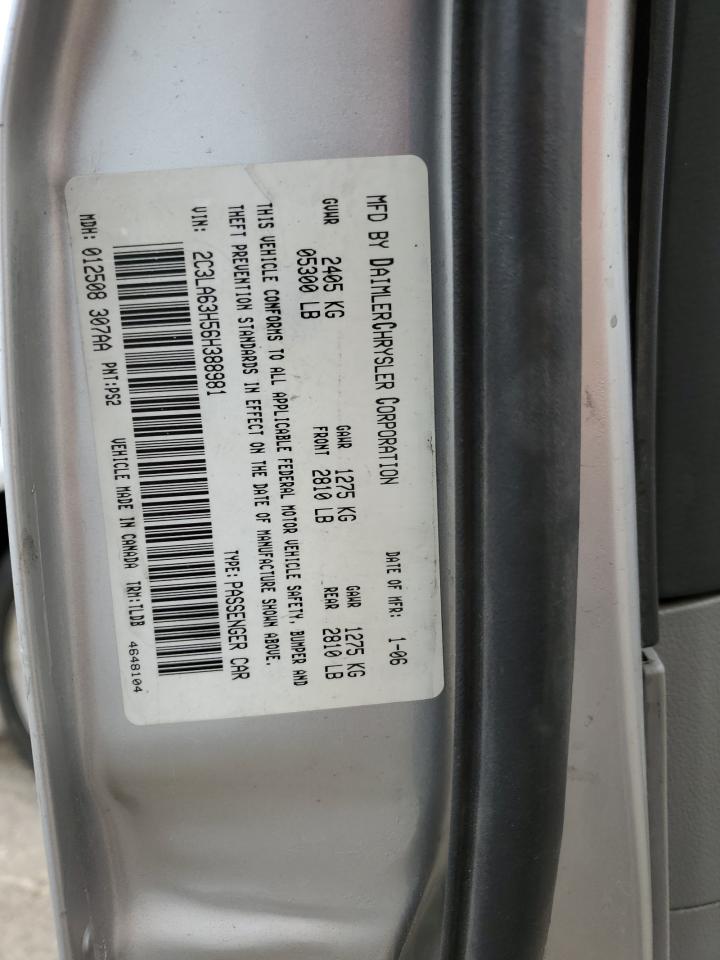 MFD BY DAIMLERCHRYSLER CORPORATION DATE OF MFR: 1-06
GVWR 2405 KG GAWR 1275 KG GAWR 1275 KG
05300 LB FRONT 2810 LB REAR 2810 LB
THIS VEHICLE CONFORMS TO ALL APPLICABLE FEDERAL MOTOR VEHICLE SAFETY, BUMPER AND
THEFT PREVENTION STANDARDS IN EFFECT ON THE DATE OF MANUFACTURE SHOWN ABOVE.
VIN: 2C3LA63H56H388981 TYPE: PASSENGER CAR
MDH: 012508 307AA PNT:PS2 VEHICLE MADE IN CANADA TRM:TLDB 4648104